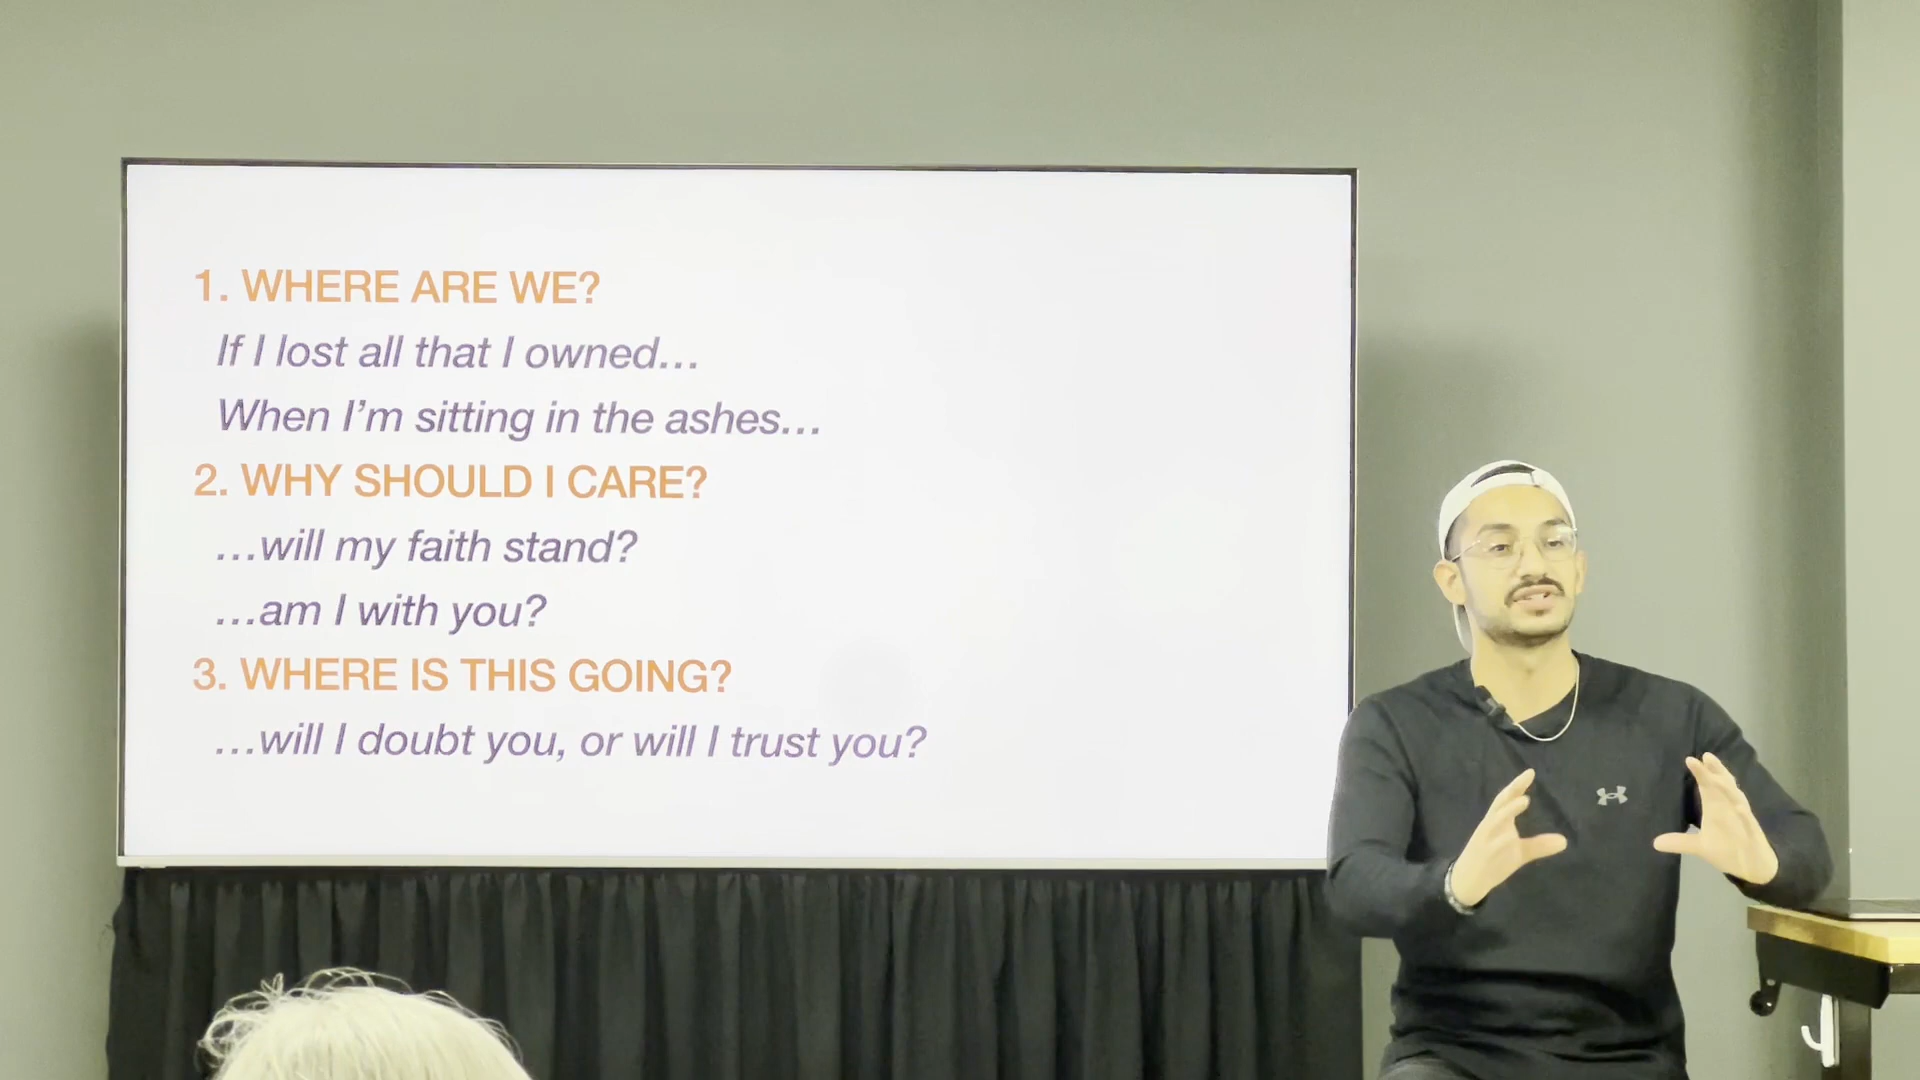 1. WHERE ARE WE?
If I lost all that I owned…
When I’m sitting in the ashes…
2. WHY SHOULD I CARE?
…will my faith stand?
…am I with you?
3. WHERE IS THIS GOING?
…will I doubt you, or will I trust you?